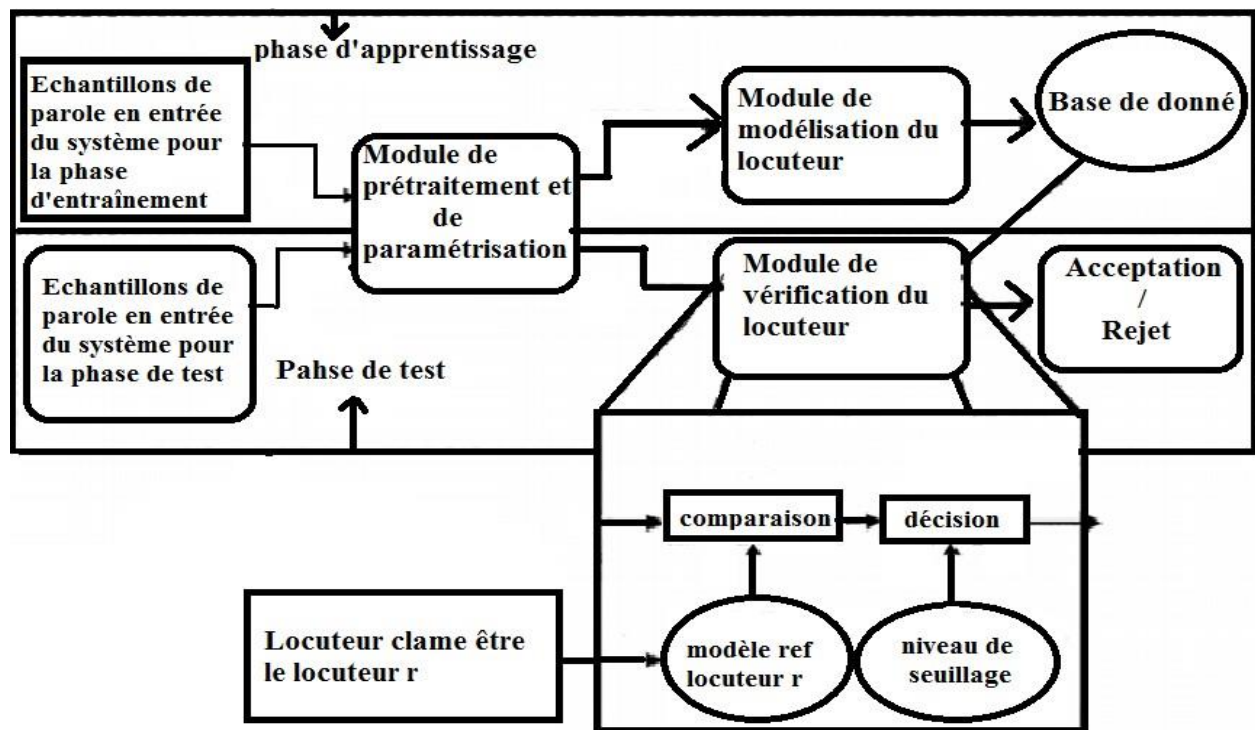 phase d'apprentissage
Echantillons de
parole en entrée
du système pour
la phase
d'entraînement
Module de
prétraitement et
de
paramétrisation
Module de
modélisation du
locuteur
Base de donné
Echantillons de
parole en entrée
du système pour
la phase de test
Pahse de test
Module de
vérification du
locuteur
Acceptation
/
Rejet
comparaison
décision
Locuteur clame être
le locuteur r
modèle ref
locuteur r
niveau de
seuillage